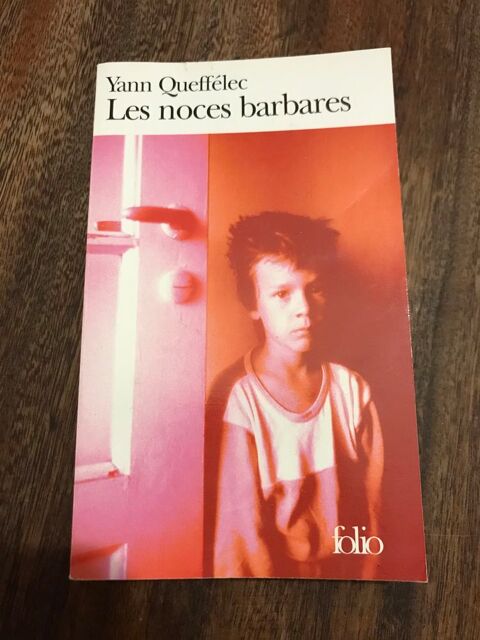 Yann Queffélec
Les noces barbares
folio